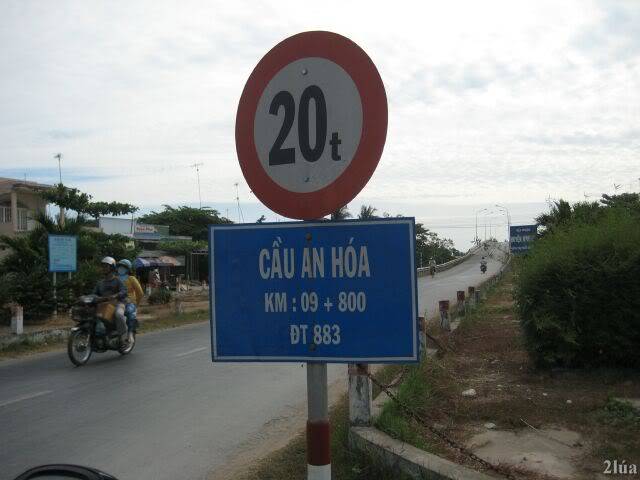 20t
CẦU AN HÓA
KM : 09 + 800
ĐT 883
2lúa